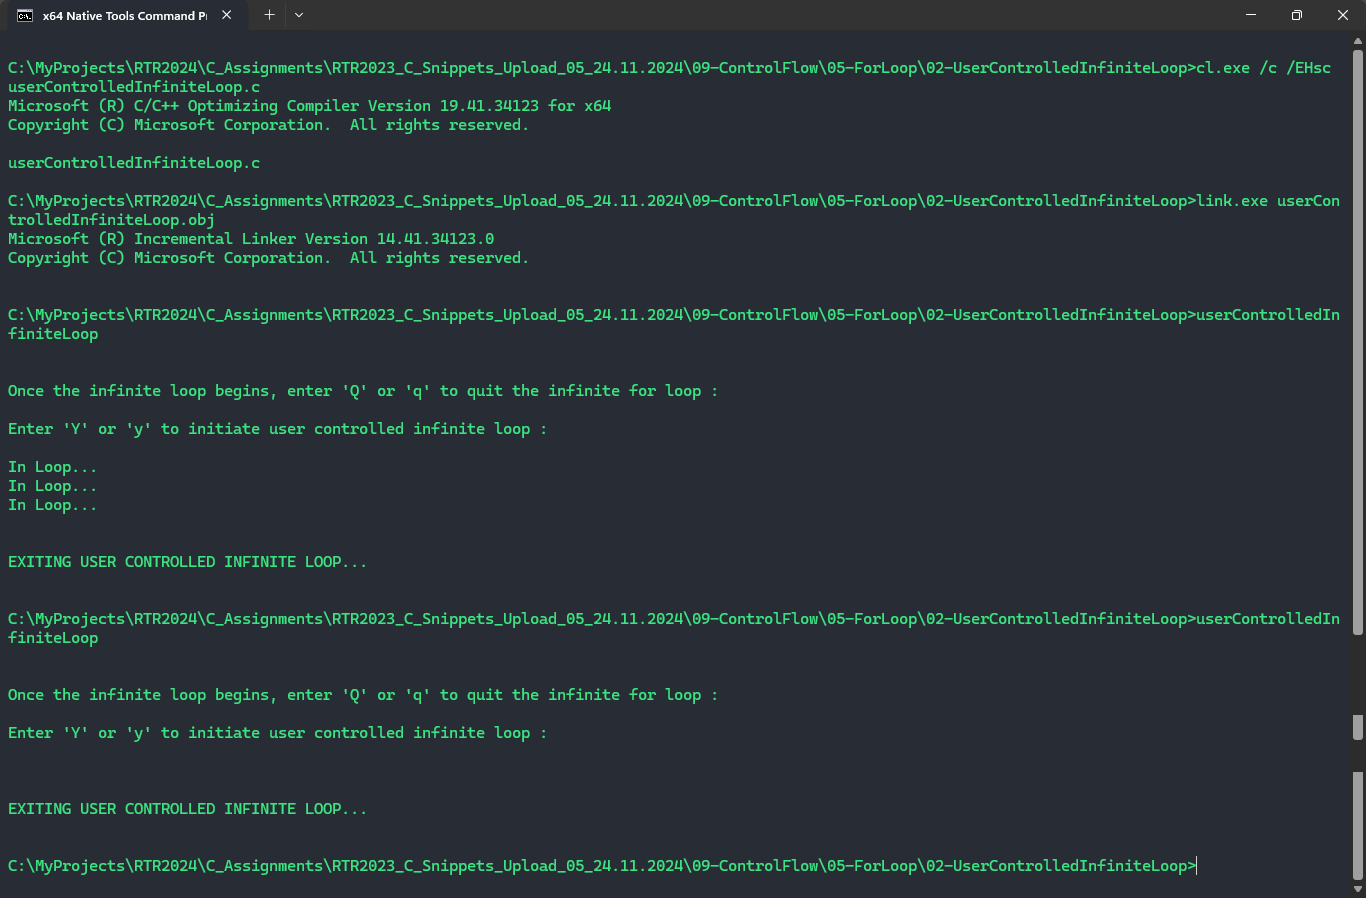 x64 Native Tools Command P
C:\MyProjects\RTR2024\C_Assignments\RTR2023_C_Snippets_Upload_05_24.11.2024\09-ControlFlow\05-ForLoop\02-UserControlledInfiniteLoop>cl.exe /c /EHsc
userControlledInfiniteLoop.c
Microsoft (R) C/C++ Optimizing Compiler Version 19.41.34123 for x64
Copyright (C) Microsoft Corporation.  All rights reserved.
userControlledInfiniteLoop.c
C:\MyProjects\RTR2024\C_Assignments\RTR2023_C_Snippets_Upload_05_24.11.2024\09-ControlFlow\05-ForLoop\02-UserControlledInfiniteLoop>link.exe userCon
trolledInfiniteLoop.obj
Microsoft (R) Incremental Linker Version 14.41.34123.0
Copyright (C) Microsoft Corporation.  All rights reserved.
C:\MyProjects\RTR2024\C_Assignments\RTR2023_C_Snippets_Upload_05_24.11.2024\09-ControlFlow\05-ForLoop\02-UserControlledInfiniteLoop>userControlledIn
finiteLoop
Once the infinite loop begins, enter 'Q' or 'q' to quit the infinite for loop :
Enter 'Y' or 'y' to initiate user controlled infinite loop :
In Loop...
In Loop...
In Loop...
EXITING USER CONTROLLED INFINITE LOOP...
C:\MyProjects\RTR2024\C_Assignments\RTR2023_C_Snippets_Upload_05_24.11.2024\09-ControlFlow\05-ForLoop\02-UserControlledInfiniteLoop>userControlledIn
finiteLoop
Once the infinite loop begins, enter 'Q' or 'q' to quit the infinite for loop :
Enter 'Y' or 'y' to initiate user controlled infinite loop :
EXITING USER CONTROLLED INFINITE LOOP...
C:\MyProjects\RTR2024\C_Assignments\RTR2023_C_Snippets_Upload_05_24.11.2024\09-ControlFlow\05-ForLoop\02-UserControlledInfiniteLoop>